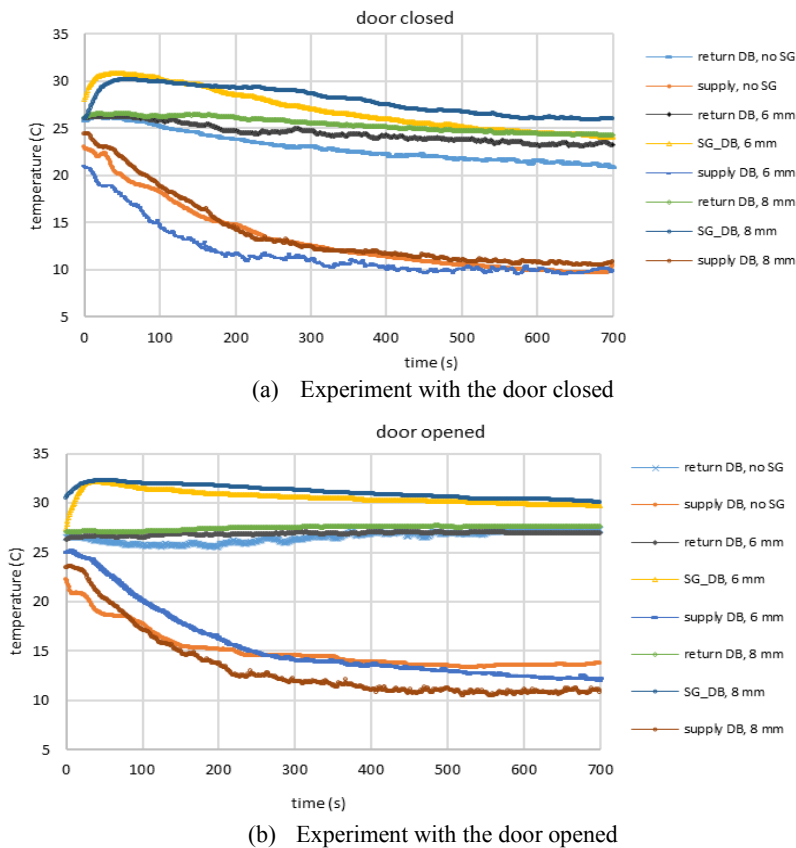 door closed
35
30
25
20
15
10
5
temperature (C)
0 100 200 300 400 500 600 700
time (s)
return DB, no SG
supply, no SG
return DB, 6 mm
SG_DB, 6 mm
supply DB, 6 mm
return DB, 8 mm
SG_DB, 8 mm
supply DB, 8 mm
(a) Experiment with the door closed
door opened
35
30
25
20
15
10
5
temperature (C)
0 100 200 300 400 500 600 700
time (s)
return DB, no SG
supply DB, no SG
return DB, 6 mm
SG_DB, 6 mm
supply DB, 6 mm
return DB, 8 mm
SG_DB, 8 mm
supply DB, 8 mm
(b) Experiment with the door opened